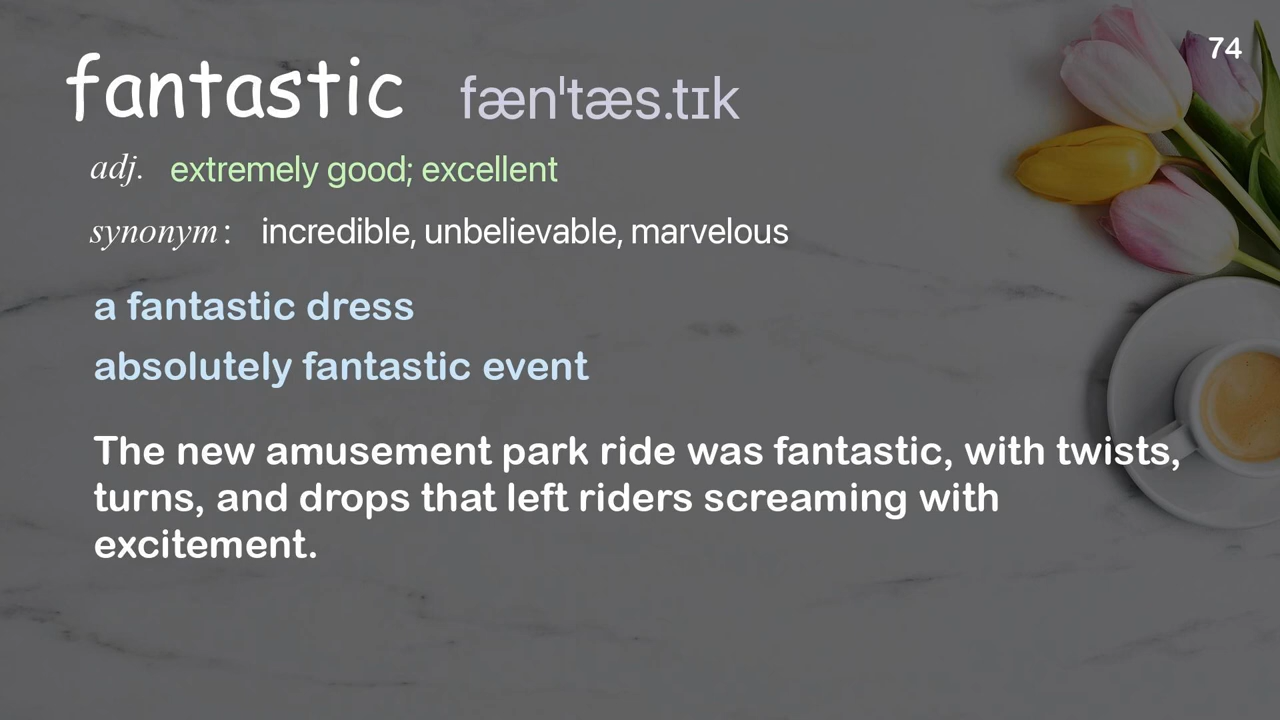 74
fantastic fæn'tæs.tɪk
adj. extremely good; excellent
synonym: incredible, unbelievable, marvelous
a fantastic dress
absolutely fantastic event
The new amusement park ride was fantastic, with twists,
turns, and drops that left riders screaming with
excitement.